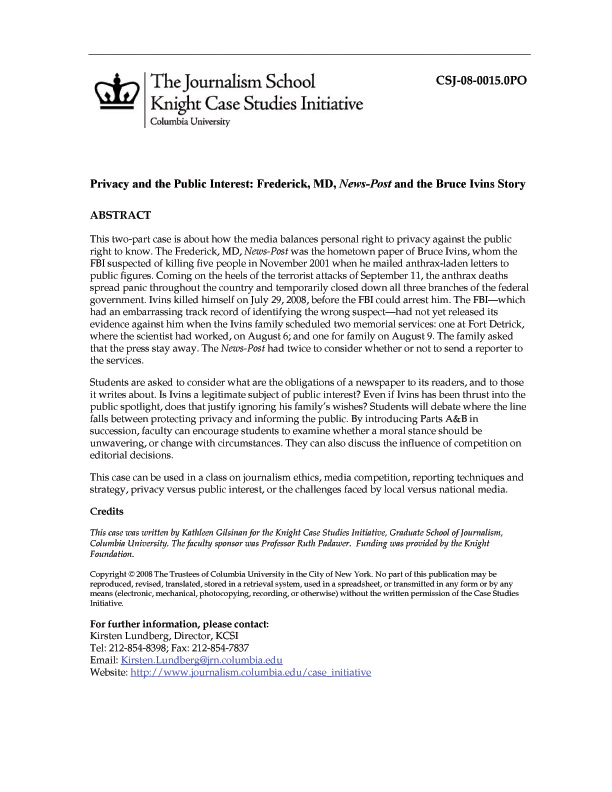 The Journalism School
Knight Case Studies Initiative
Columbia University
CSJ-08-0015.0PO
Privacy and the Public Interest: Frederick, MD, News-Post and the Bruce Ivins Story
ABSTRACT
This two-part case is about how the media balances personal right to privacy against the public
right to know. The Frederick, MD, News-Post was the hometown paper of Bruce Ivins, whom the
FBI suspected of killing five people in November 2001 when he mailed anthrax-laden letters to
public figures. Coming on the heels of the terrorist attacks of September 11, the anthrax deaths
spread panic throughout the country and temporarily closed down all three branches of the federal
government. Ivins killed himself on July 29, 2008, before the FBI could arrest him. The FBI—which
had an embarrassing track record of identifying the wrong suspect—had not yet released its
evidence against him when the Ivins family scheduled two memorial services: one at Fort Detrick,
where the scientist had worked, on August 6; and one for family on August 9. The family asked
that the press stay away. The News-Post had twice to consider whether or not to send a reporter to
the services.
Students are asked to consider what are the obligations of a newspaper to its readers, and to those
it writes about. Is Ivins a legitimate subject of public interest? Even if Ivins has been thrust into the
public spotlight, does that justify ignoring his family's wishes? Students will debate where the line
falls between protecting privacy and informing the public. By introducing Parts A&B in
succession, faculty can encourage students to examine whether a moral stance should be
unwavering, or change with circumstances. They can also discuss the influence of competition on
editorial decisions.
This case can be used in a class on journalism ethics, media competition, reporting techniques and
strategy, privacy versus public interest, or the challenges faced by local versus national media.
Credits
This case was written by Kathleen Gilsinan for the Knight Case Studies Initiative, Graduate School of Journalism,
Columbia University. The faculty sponsor was Professor Ruth Padawer. Funding was provided by the Knight
Foundation.
Copyright © 2008 The Trustees of Columbia University in the City of New York. No part of this publication may be
reproduced, revised, translated, stored in a retrieval system, used in a spreadsheet, or transmitted in any form or by any
means (electronic, mechanical, photocopying, recording, or otherwise) without the written permission of the Case Studies
Initiative.
For further information, please contact:
Kirsten Lundberg, Director, KCSI
Tel: 212-854-8398; Fax: 212-854-7837
Email: Kirsten.Lundberg@jrn.columbia.edu
Website: http://www.journalism.columbia.edu/case_initiative